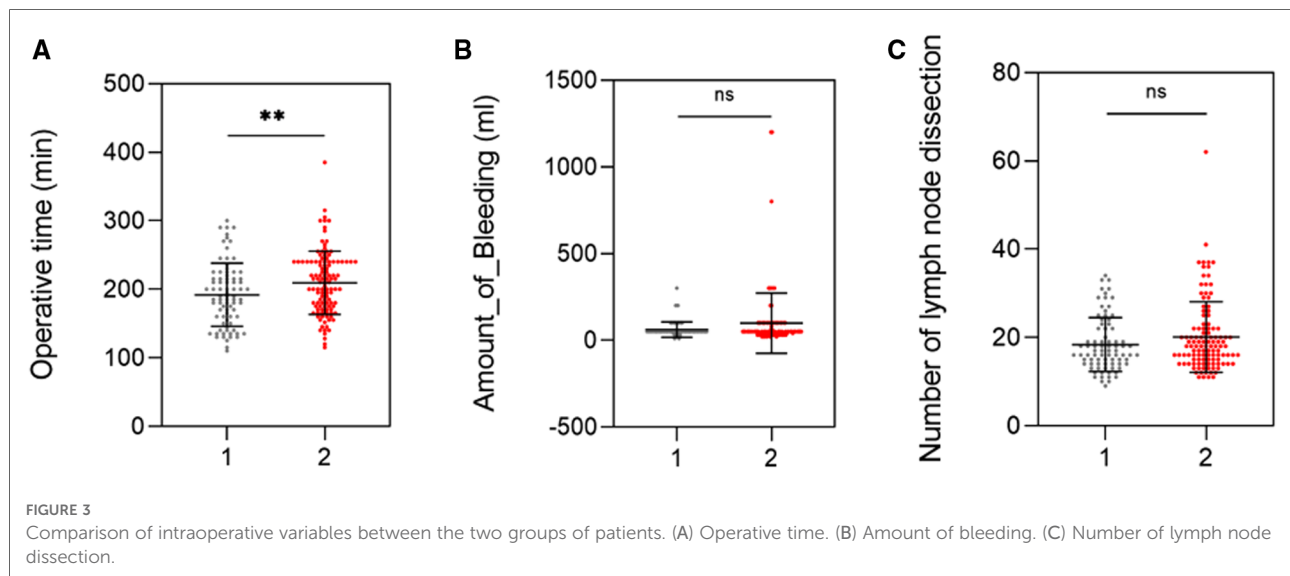 A
Operative time (min)
500
400
300
200
100
0
**
1 2
B
Amount_of_Bleeding (ml)
1500
1000
500
0
-500
ns
1 2
C
Number of lymph node dissection
80
60
40
20
0
ns
1 2
FIGURE 3
Comparison of intraoperative variables between the two groups of patients. (A) Operative time. (B) Amount of bleeding. (C) Number of lymph node
dissection.